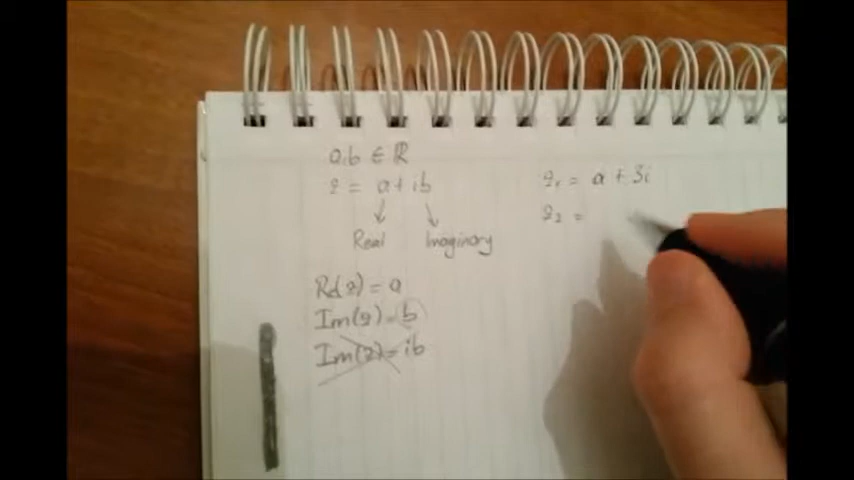 a,b ∈ ℝ
z = a + ib
Real Imaginary
Re(z) = a
Im(z) = b
Im(z) = ib
z₁ = a + 3i
z₂ =